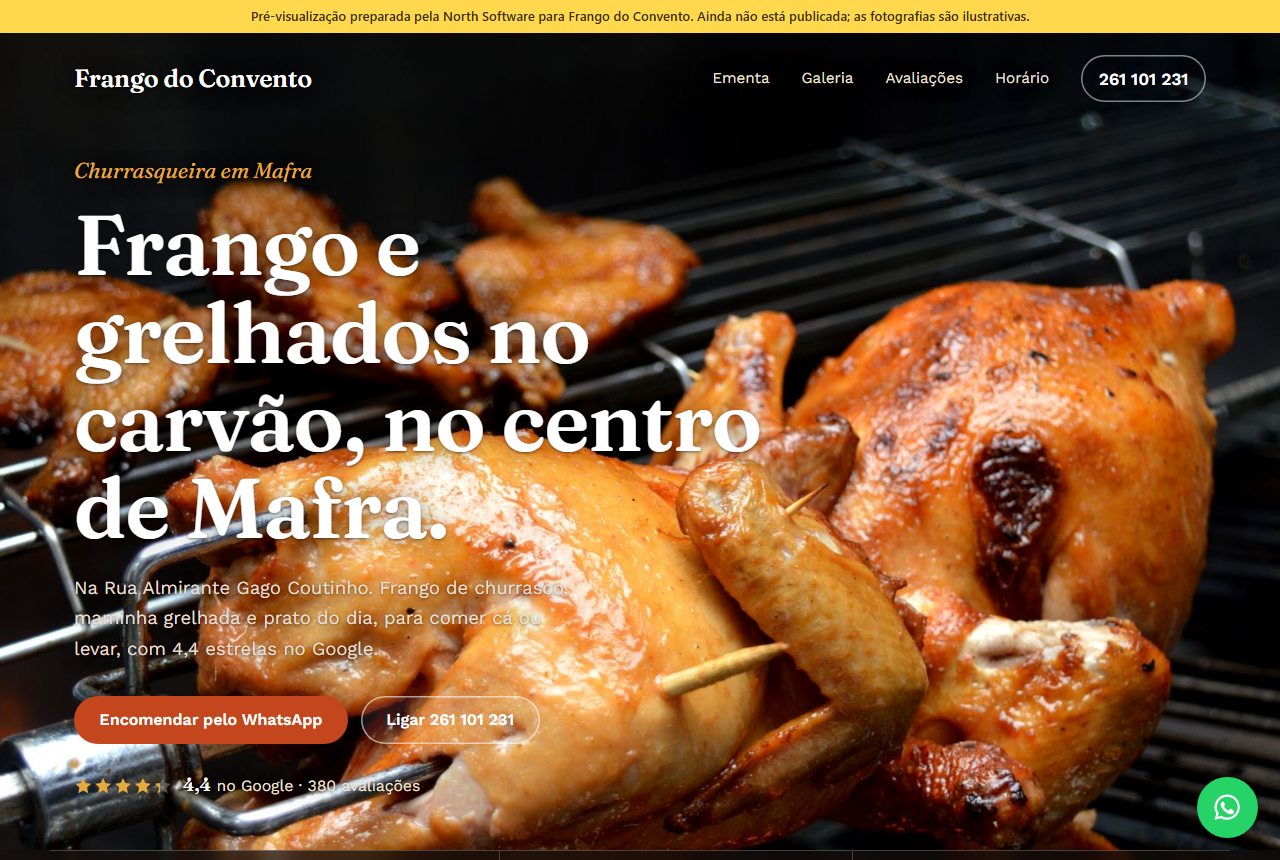 Pré-visualização preparada pela North Software para Frango do Convento. Ainda não está publicada; as fotografias são ilustrativas.
Frango do Convento
Ementa
Galeria
Avaliações
Horário
261 101 231
Churrasqueira em Mafra
Frango e
grelhados no
carvão, no centro
de Mafra.
Na Rua Almirante Gago Coutinho. Frango de churrasco,
maminha grelhada e prato do dia, para comer cá ou
levar, com 4,4 estrelas no Google.
Encomendar pelo WhatsApp
Ligar 261 101 231
4,4 no Google · 380 avaliações